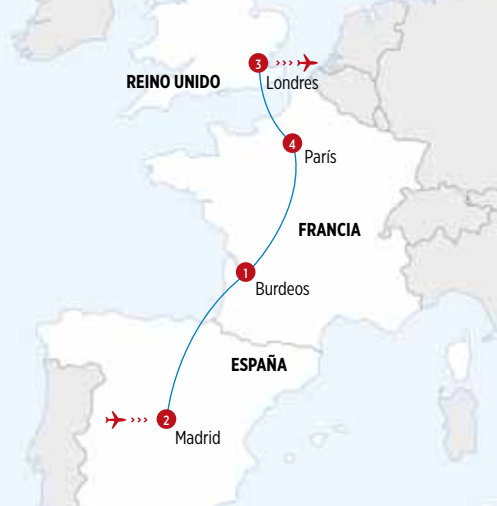 3
Londres
REINO UNIDO
4
París
FRANCIA
1
Burdeos
ESPAÑA
2
Madrid